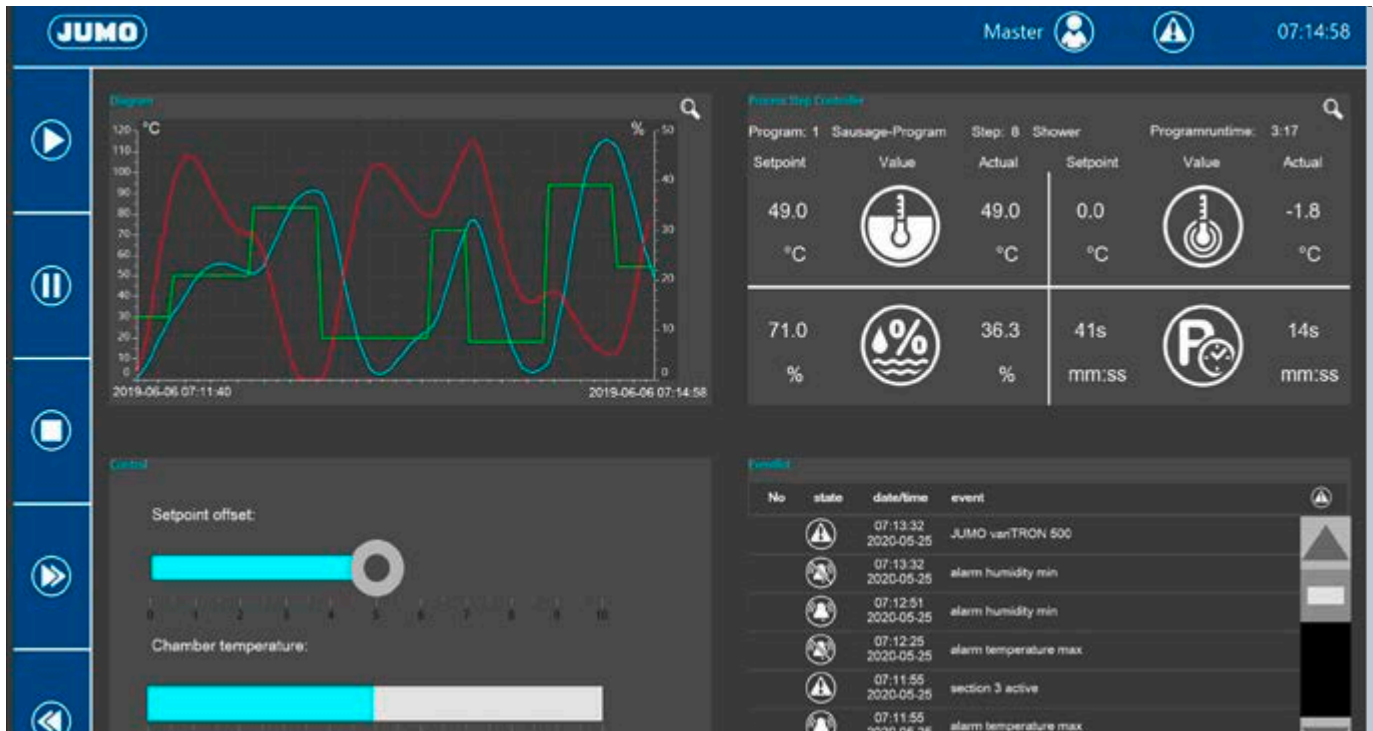 JUMO
Master
07:14:58
Diagram
°C
%
120
110
100
90
80
70
60
50
40
30
20
10
0
50
40
30
20
10
0
2019-06-06 07:11:40
2019-06-06 07:14:58
Process Step Controller
Program: 1 Sausage-Program Step: 8 Shower Programruntime: 3:17
Setpoint Value Actual Setpoint Value Actual
49.0 49.0 0.0 -1.8
°C °C °C °C
71.0 % 36.3 41s P 14s
% % mm:ss mm:ss
Control
Setpoint offset:
0 1 2 3 4 5 6 7 8 9 10
Chamber temperature:
Eventlist
No state date/time event
07:13:32
2020-05-25 JUMO variTRON 500
07:13:32
2020-05-25 alarm humidity min
07:12:51
2020-05-25 alarm humidity min
07:12:25
2020-05-25 alarm temperature max
07:11:55
2020-05-25 section 3 active
07:11:55
2020-05-25 alarm temperature max